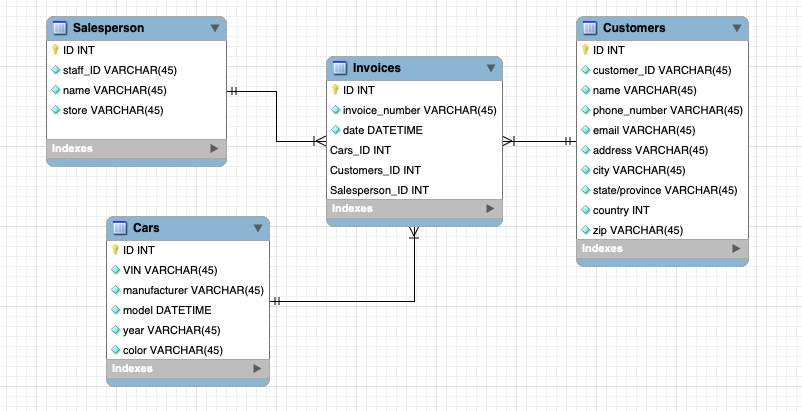 Salesperson
ID INT
staff_ID VARCHAR(45)
name VARCHAR(45)
store VARCHAR(45)
Indexes
Invoices
ID INT
invoice_number VARCHAR(45)
date DATETIME
Cars_ID INT
Customers_ID INT
Salesperson_ID INT
Indexes
Customers
ID INT
customer_ID VARCHAR(45)
name VARCHAR(45)
phone_number VARCHAR(45)
email VARCHAR(45)
address VARCHAR(45)
city VARCHAR(45)
state/province VARCHAR(45)
country INT
zip VARCHAR(45)
Indexes
Cars
ID INT
VIN VARCHAR(45)
manufacturer VARCHAR(45)
model DATETIME
year VARCHAR(45)
color VARCHAR(45)
Indexes